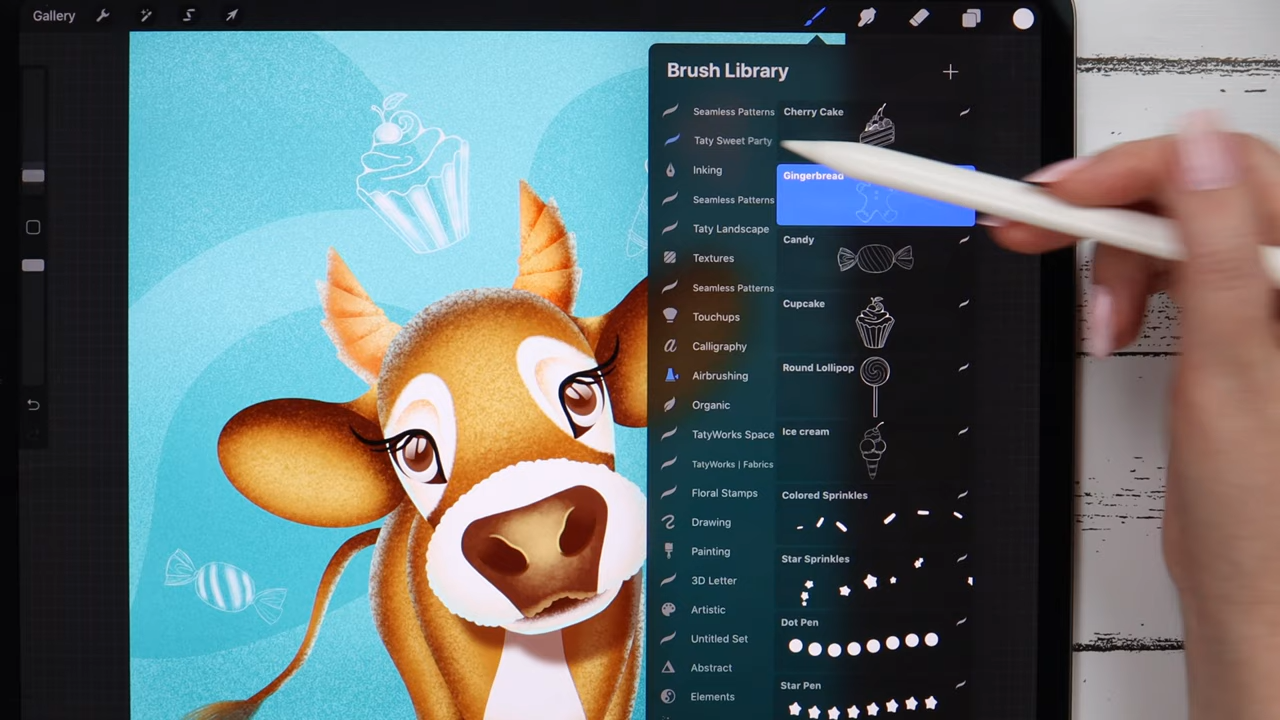 Gallery
Brush Library
Seamless Patterns
Taty Sweet Party
Inking
Seamless Patterns
Taty Landscape
Textures
Seamless Patterns
Touchups
Calligraphy
Airbrushing
Organic
TatyWorks Space
TatyWorks | Fabrics
Floral Stamps
Drawing
Painting
3D Letter
Artistic
Untitled Set
Abstract
Elements
Cherry Cake
Gingerbread
Candy
Cupcake
Round Lollipop
Ice cream
Colored Sprinkles
Star Sprinkles
Dot Pen
Star Pen